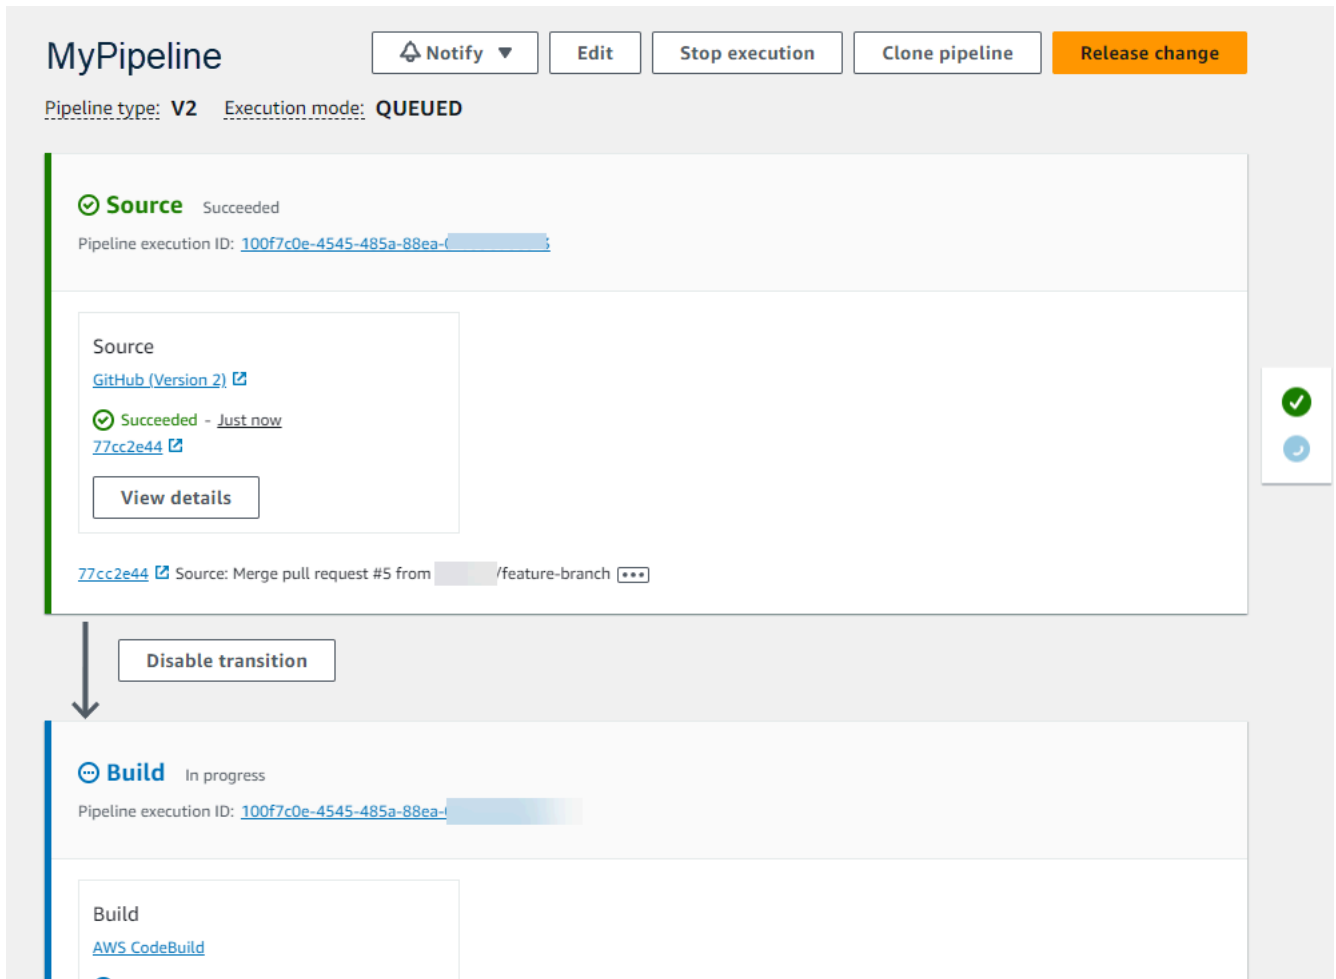 MyPipeline
Notify Edit Stop execution Clone pipeline Release change
Pipeline type: V2 Execution mode: QUEUED
Source Succeeded
Pipeline execution ID: 100f7c0e-4545-485a-88ea-
Source
GitHub (Version 2)
Succeeded - Just now
77cc2e44
View details
77cc2e44 Source: Merge pull request #5 from /feature-branch
Disable transition
Build In progress
Pipeline execution ID: 100f7c0e-4545-485a-88ea-
Build
AWS CodeBuild